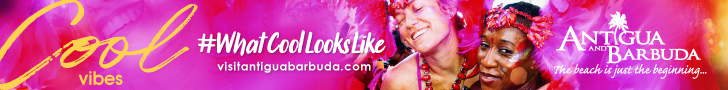 Cool
vibes
#WhatCoolLooksLike
visitantiguabarbuda.com
ANTIGUA
AND
BARBUDA
The beach is just the beginning...